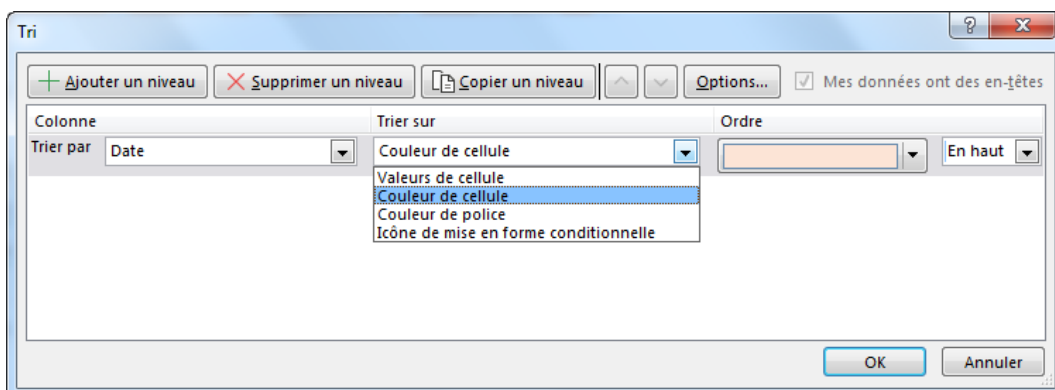 Tri
Ajouter un niveau Supprimer un niveau Copier un niveau Options... Mes données ont des en-têtes
Colonne Trier sur Ordre
Trier par Date Couleur de cellule En haut
Valeurs de cellule
Couleur de cellule
Couleur de police
Icône de mise en forme conditionnelle
OK Annuler